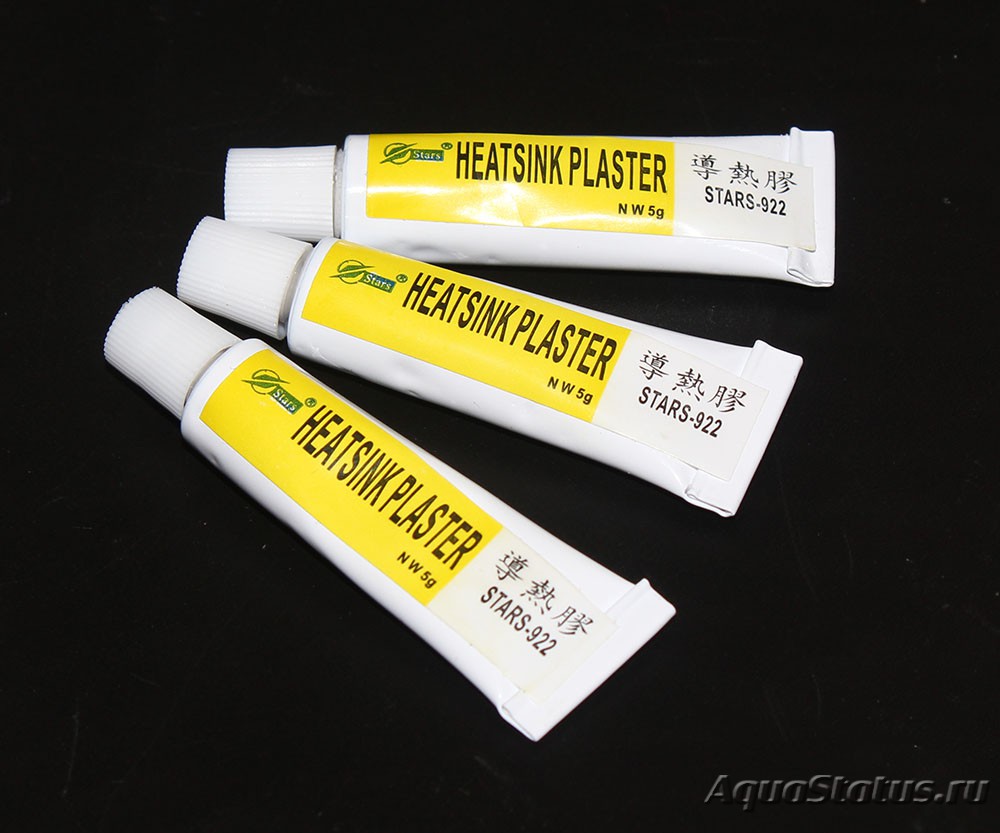 Stars®
HEATSINK PLASTER
N W 5g
導熱膠
STARS-922
Stars®
HEATSINK PLASTER
N W 5g
導熱膠
STARS-922
Stars®
HEATSINK PLASTER
N W 5g
導熱膠
STARS-922
AquaStatus.ru